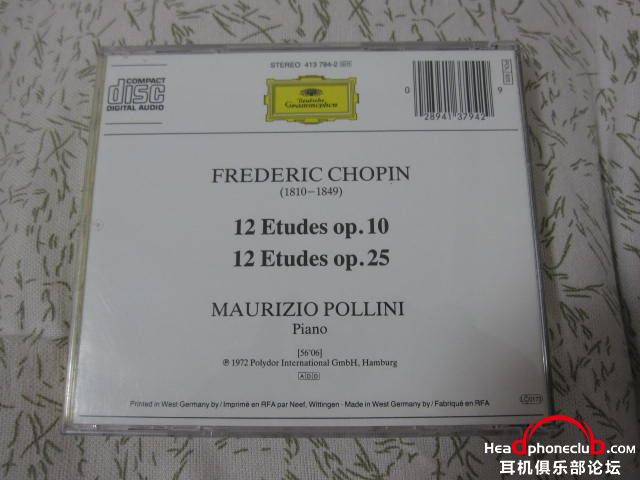 STEREO 413 794-2
COMPACT
disc
DIGITAL AUDIO
Deutsche
Grammophon
0
28941 37942
9
FREDERIC CHOPIN
(1810–1849)
12 Etudes op. 10
12 Etudes op. 25
MAURIZIO POLLINI
Piano
[56'06]
℗ 1972 Polydor International GmbH, Hamburg
ADD
Printed in West Germany by / Imprimé en RFA par Neef, Wittingen · Made in West Germany by / Fabriqué en RFA
HeadphoneclubD.com
耳机俱乐部论坛